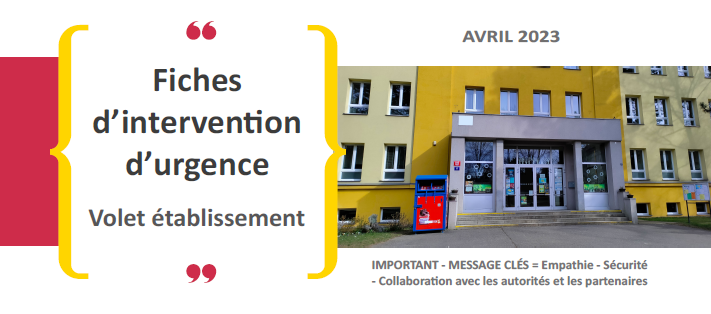 AVRIL 2023
Fiches
d’intervention
d’urgence
Volet établissement
IMPORTANT - MESSAGE CLÉS = Empathie - Sécurité
- Collaboration avec les autorités et les partenaires